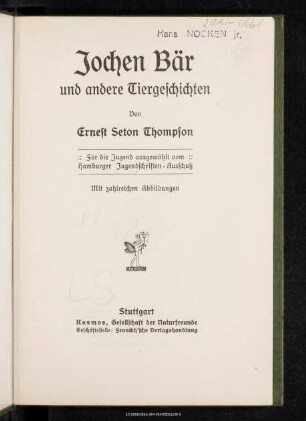 Hans NOCKEN jr.
Jochen Bär
und andere Tiergeschichten
Von
Ernest Seton Thompson
:: Für die Jugend ausgewählt vom ::
Hamburger Jugendschriften-Ausschuß
Mit zahlreichen Abbildungen
LS
Stuttgart
Kosmos, Gesellschaft der Naturfreunde
Geschäftsstelle: Franckh'sche Verlagshandlung